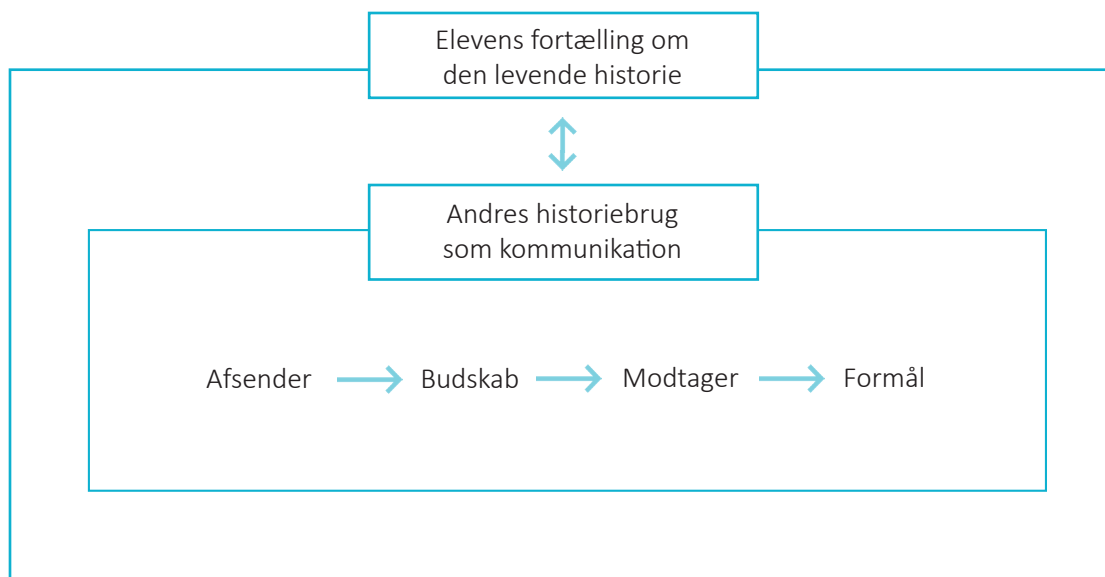 Elevens fortælling om
den levende historie
Andres historiebrug
som kommunikation
Afsender Budskab Modtager Formål